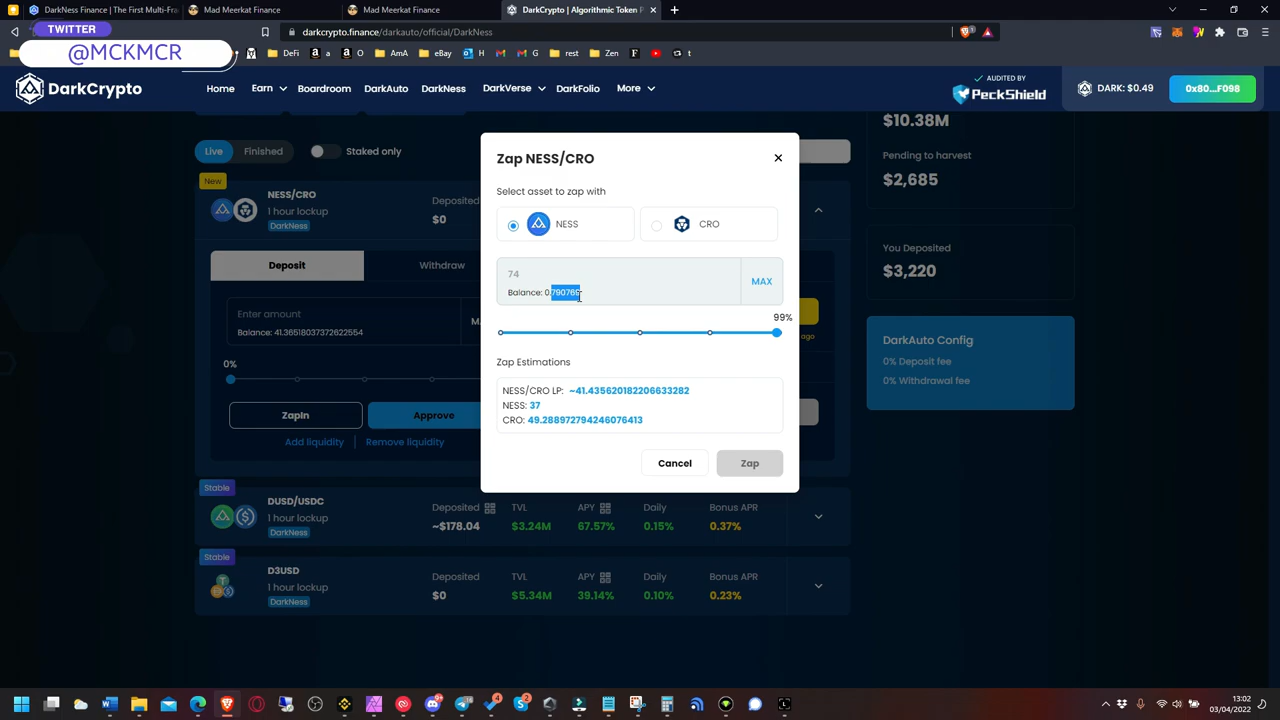 DarkNess Finance | The First Multi-Fra
Mad Meerkat Finance
Mad Meerkat Finance
DarkCrypto | Algorithmic Token P
TWITTER
@MCKMCR
darkcrypto.finance/darkauto/official/DarkNess
DeFi
a
O
AmA
eBay
H
G
rest
Zen
t
DarkCrypto
Home
Earn
Boardroom
DarkAuto
DarkNess
DarkVerse
DarkFolio
More
AUDITED BY
PeckShield
DARK: $0.49
0x80...F098
Live
Finished
Staked only
$10.38M
Pending to harvest
$2,685
You Deposited
$3,220
DarkAuto Config
0% Deposit fee
0% Withdrawal fee
New
NESS/CRO
1 hour lockup
DarkNess
Deposited
$0
Deposit
Withdraw
Enter amount
Balance: 41.36518037372622554
0%
ago
ZapIn
Approve
Add liquidity
Remove liquidity
Zap NESS/CRO
Select asset to zap with
NESS
CRO
74
Balance: 0.790769
MAX
99%
Zap Estimations
NESS/CRO LP: ~41.435620182206633282
NESS: 37
CRO: 49.288972794246076413
Cancel
Zap
Stable
DUSD/USDC
1 hour lockup
DarkNess
Deposited
~$178.04
TVL
$3.24M
APY
67.57%
Daily
0.15%
Bonus APR
0.37%
Stable
D3USD
1 hour lockup
DarkNess
Deposited
$0
TVL
$5.34M
APY
39.14%
Daily
0.10%
Bonus APR
0.23%
13:02
03/04/2022